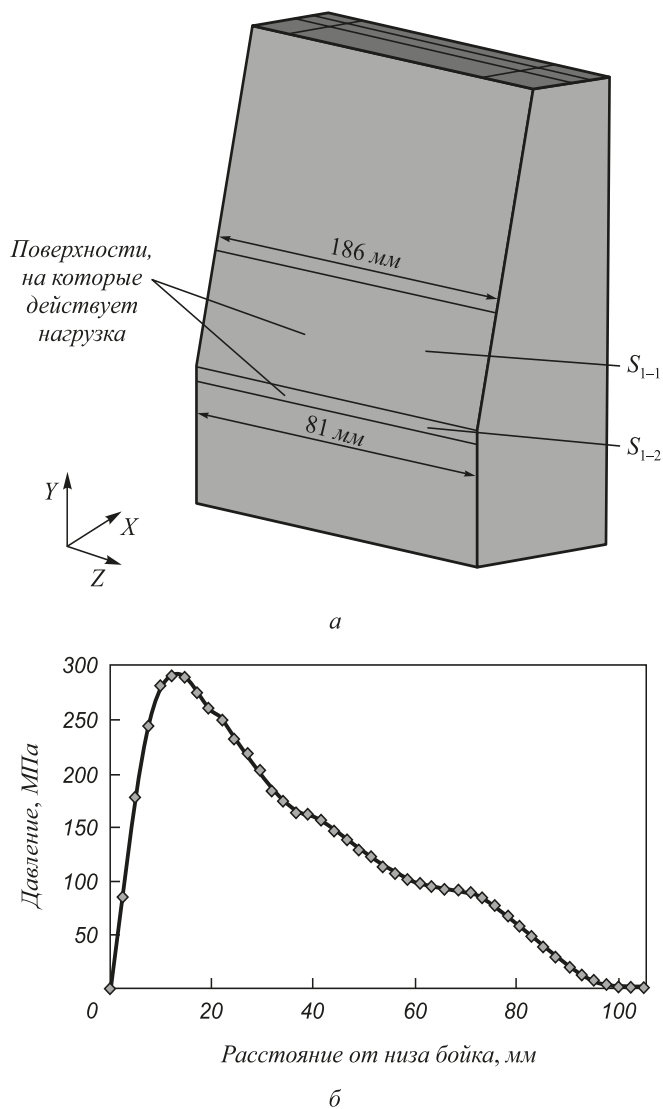 186 мм
Поверхности,
на которые
действует
нагрузка
S1–1
81 мм
S1–2
Y
X
Z
а
300
250
200
150
100
50
0
20
40
60
80
100
Давление, МПа
Расстояние от низа бойка, мм
б